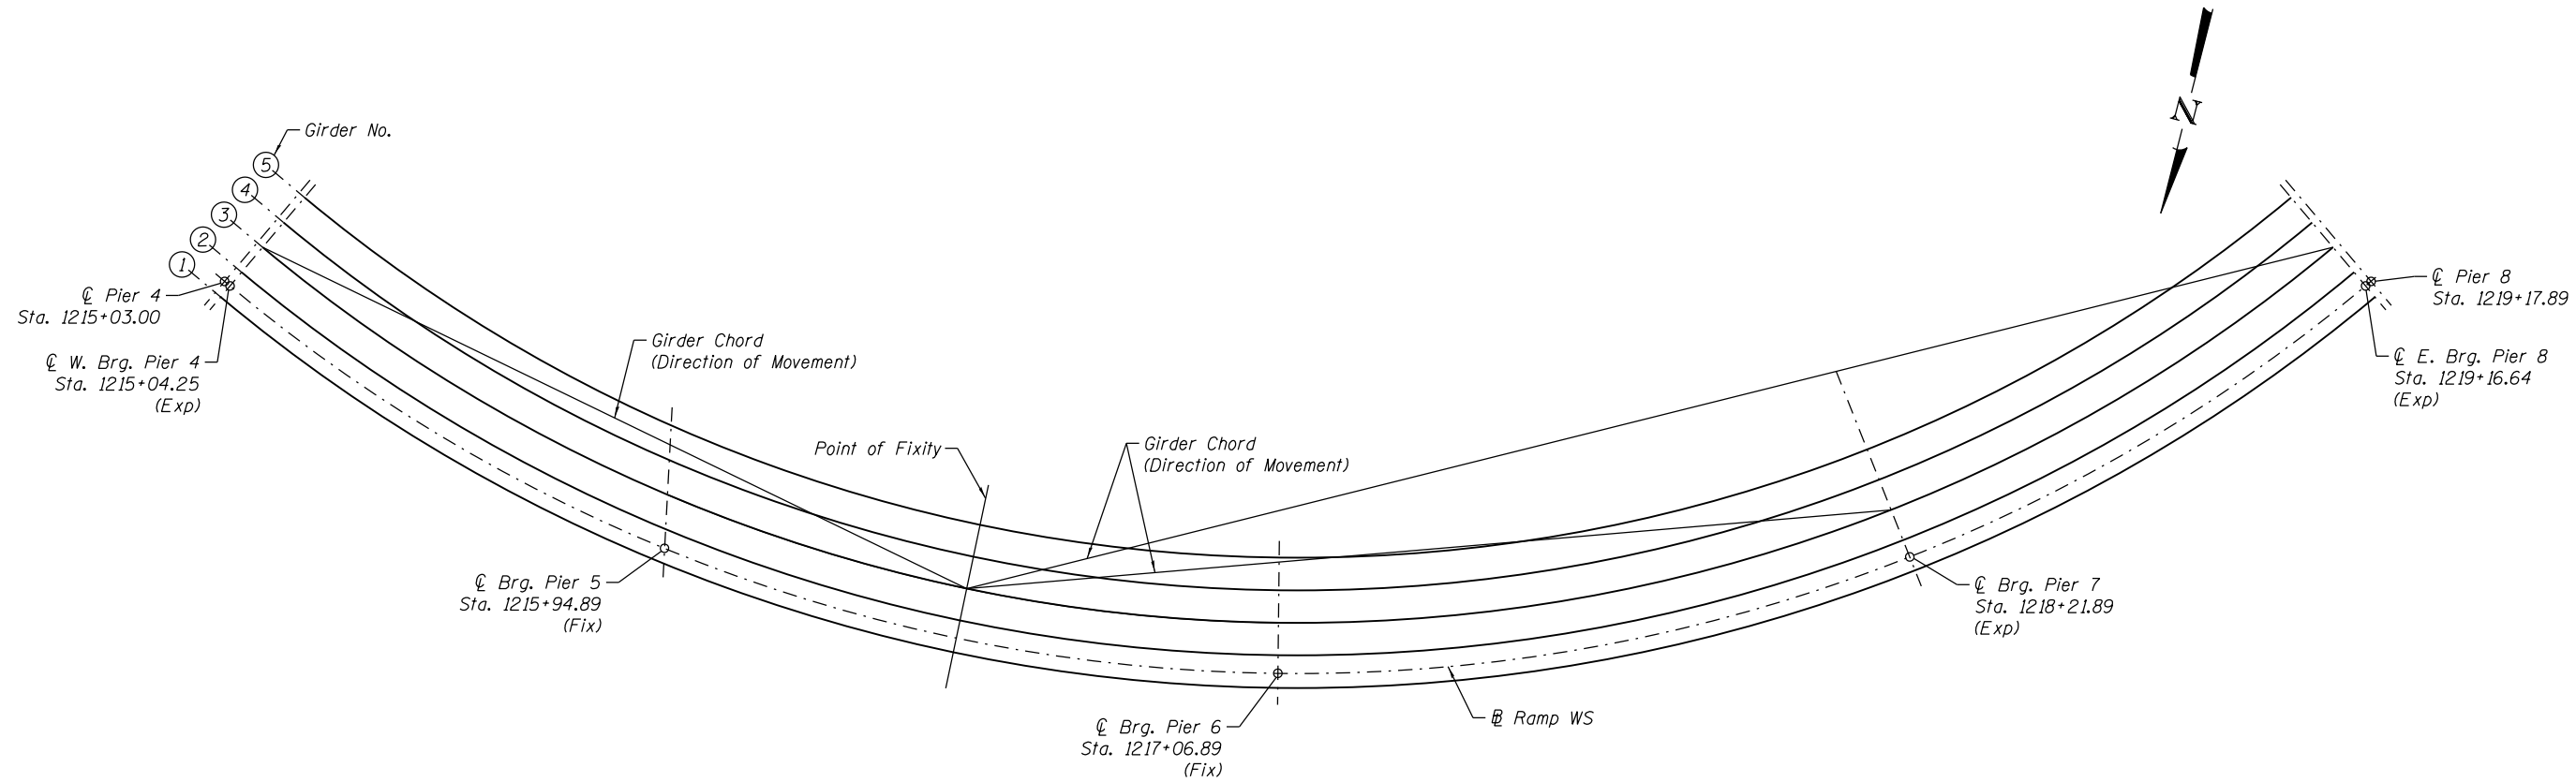 Girder No.
5
4
3
2
1
N
℄ Pier 4
Sta. 1215+03.00
℄ W. Brg. Pier 4
Sta. 1215+04.25
(Exp)
Girder Chord
(Direction of Movement)
Point of Fixity
Girder Chord
(Direction of Movement)
℄ Pier 8
Sta. 1219+17.89
℄ E. Brg. Pier 8
Sta. 1219+16.64
(Exp)
℄ Brg. Pier 5
Sta. 1215+94.89
(Fix)
℄ Brg. Pier 7
Sta. 1218+21.89
(Exp)
℄ Brg. Pier 6
Sta. 1217+06.89
(Fix)
BL Ramp WS